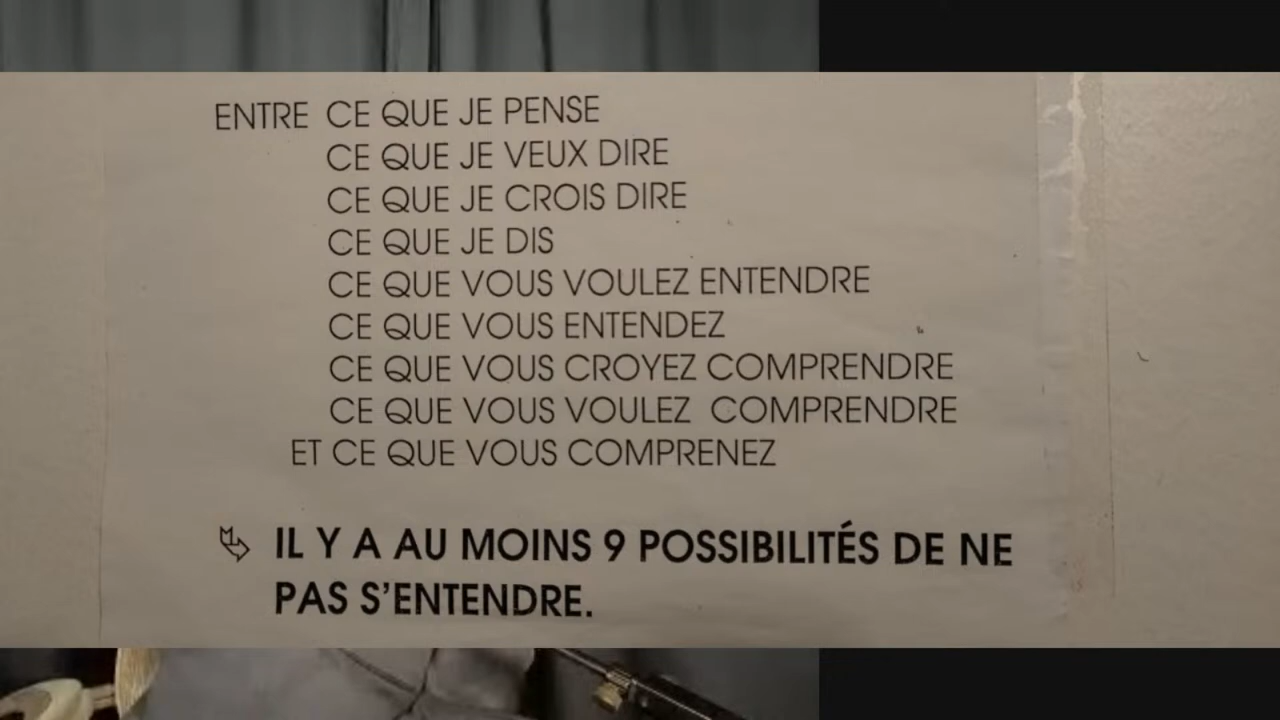 ENTRE CE QUE JE PENSE
CE QUE JE VEUX DIRE
CE QUE JE CROIS DIRE
CE QUE JE DIS
CE QUE VOUS VOULEZ ENTENDRE
CE QUE VOUS ENTENDEZ
CE QUE VOUS CROYEZ COMPRENDRE
CE QUE VOUS VOULEZ COMPRENDRE
ET CE QUE VOUS COMPRENEZ
IL Y A AU MOINS 9 POSSIBILITÉS DE NE
PAS S'ENTENDRE.